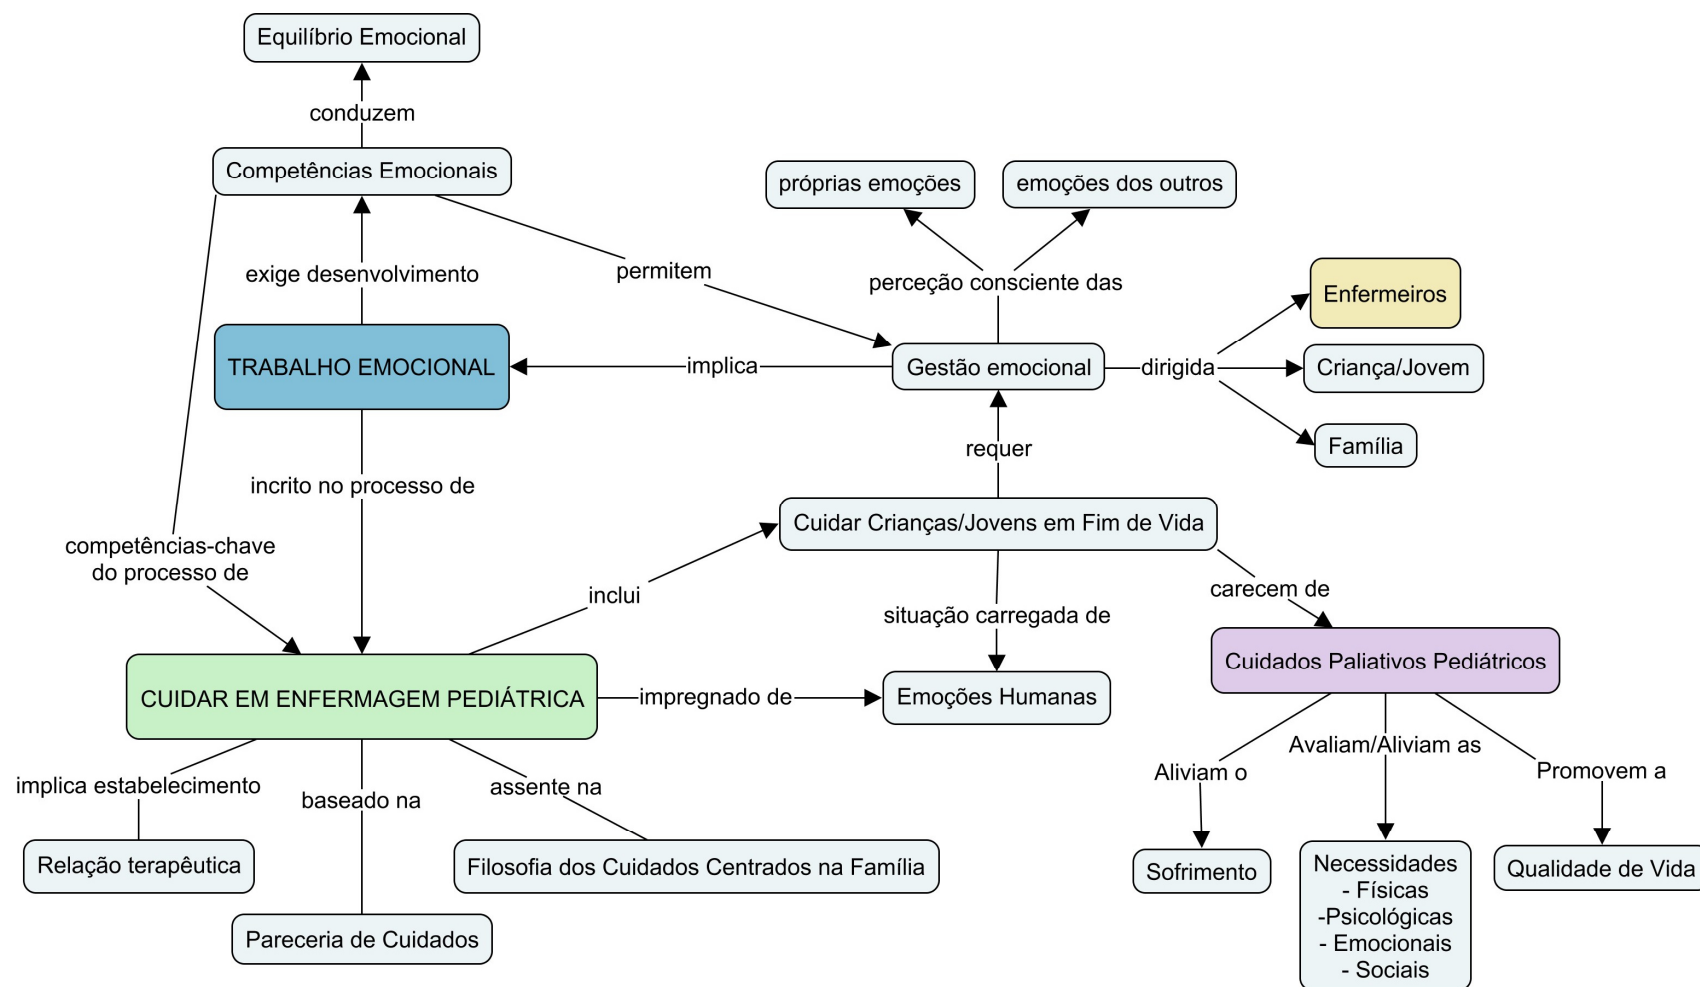 Equilíbrio Emocional
conduzem
Competências Emocionais
próprias emoções
emoções dos outros
exige desenvolvimento
permitem
perceção consciente das
Enfermeiros
TRABALHO EMOCIONAL
implica
Gestão emocional
dirigida
Criança/Jovem
requer
Família
incrito no processo de
Cuidar Crianças/Jovens em Fim de Vida
competências-chave
do processo de
inclui
situação carregada de
carecem de
CUIDAR EM ENFERMAGEM PEDIÁTRICA
impregnado de
Emoções Humanas
Cuidados Paliativos Pediátricos
implica estabelecimento
baseado na
assente na
Aliviam o
Avaliam/Aliviam as
Promovem a
Relação terapêutica
Filosofia dos Cuidados Centrados na Família
Pareceria de Cuidados
Sofrimento
Necessidades
- Físicas
-Psicológicas
- Emocionais
- Sociais
Qualidade de Vida